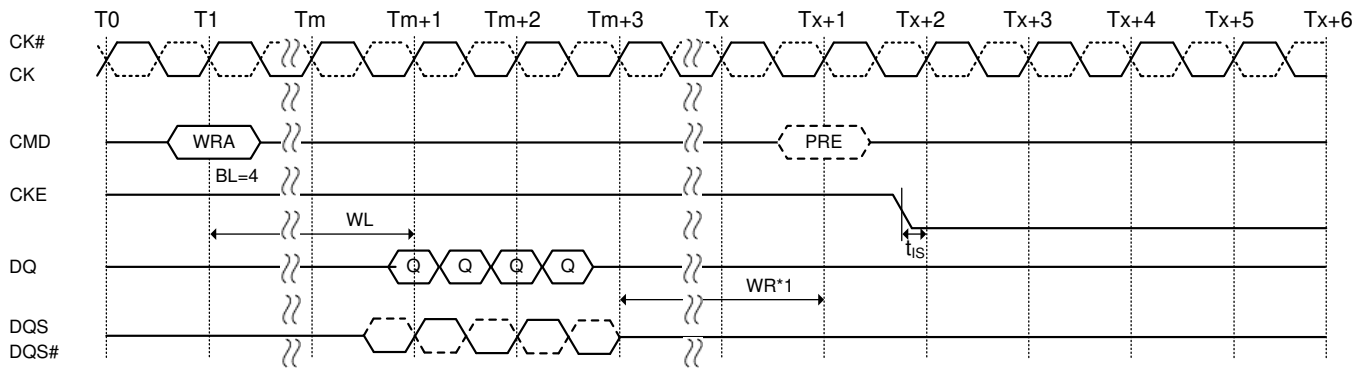 T0 T1 Tm Tm+1 Tm+2 Tm+3 Tx Tx+1 Tx+2 Tx+3 Tx+4 Tx+5 Tx+6
CK#
CK
CMD WRA PRE
BL=4
CKE
WL
tIS
DQ Q Q Q Q
WR*1
DQS
DQS#